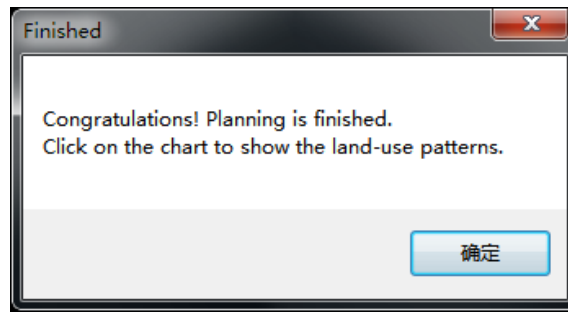 Finished
Congratulations! Planning is finished.
Click on the chart to show the land-use patterns.
确定